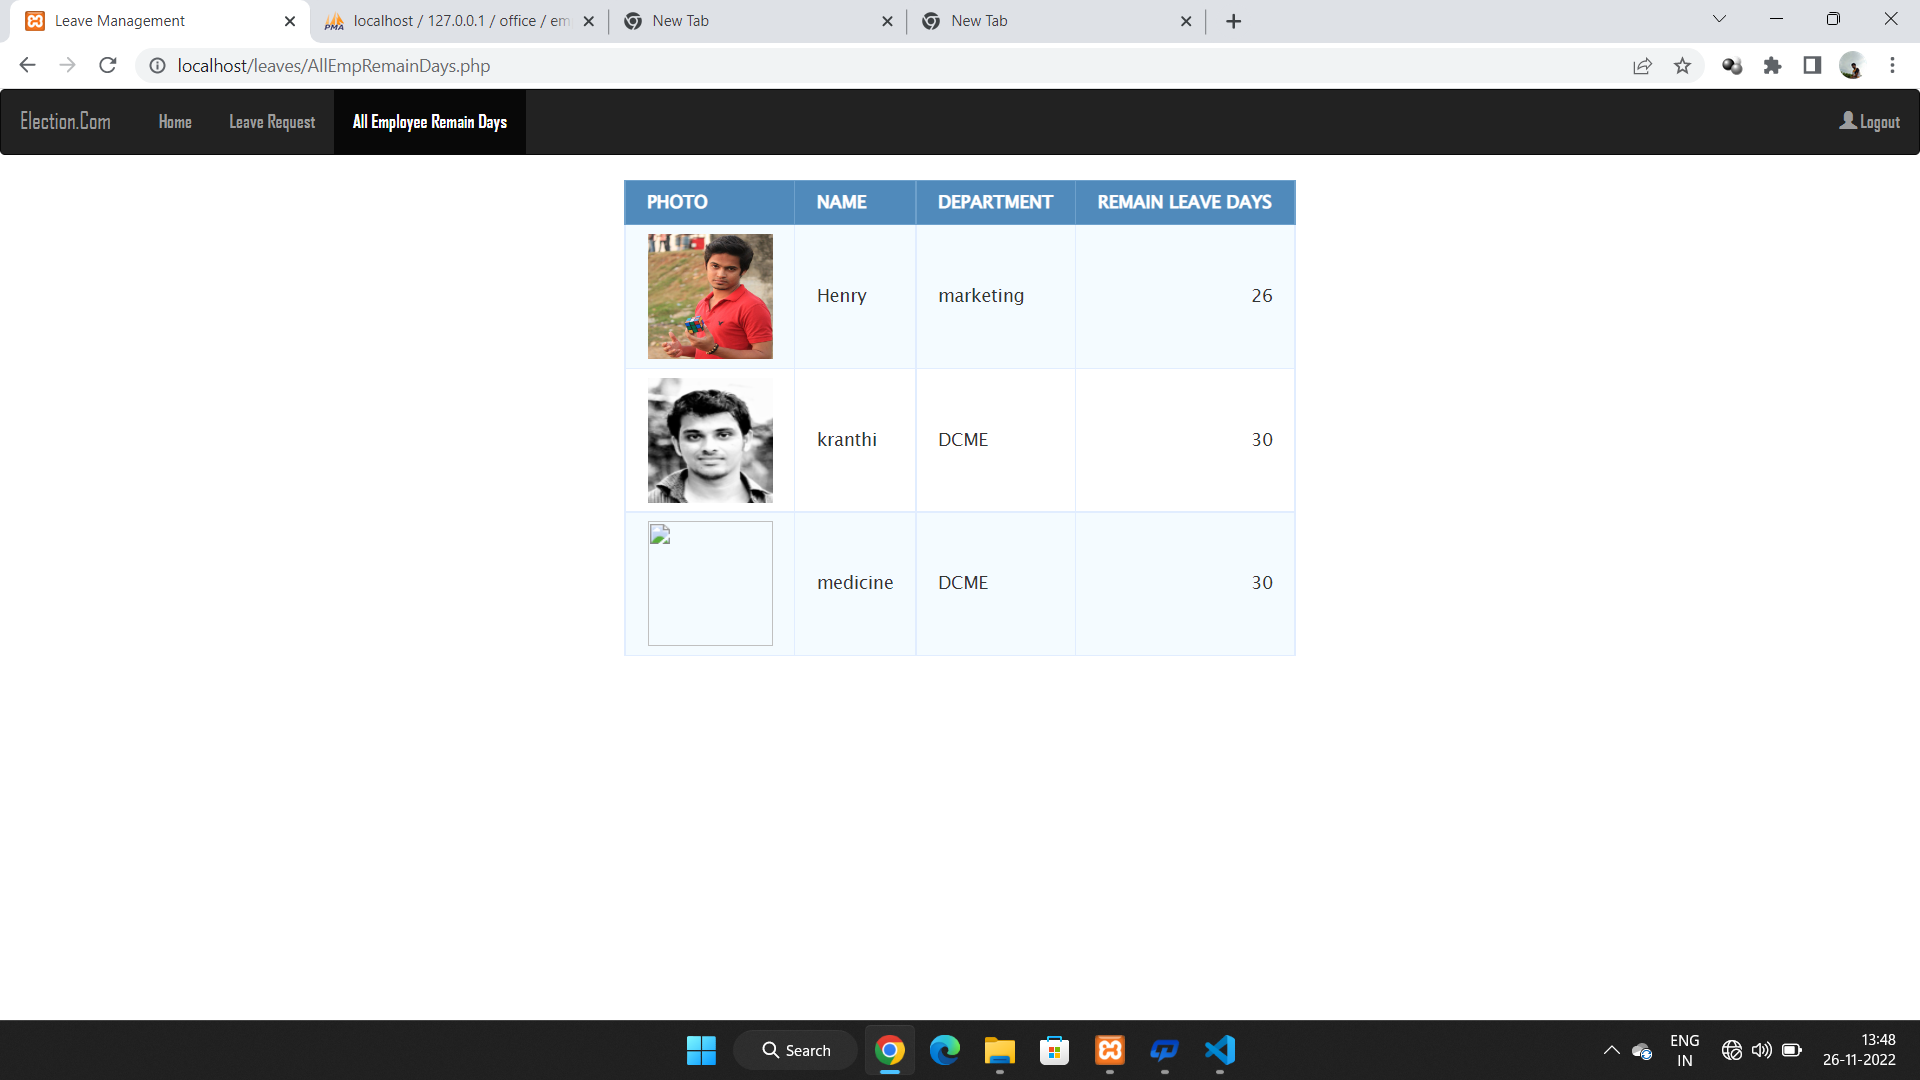 Leave Management
localhost / 127.0.0.1 / office / em
New Tab
New Tab
localhost/leaves/AllEmpRemainDays.php
Election.Com Home Leave Request All Employee Remain Days Logout
PHOTO NAME DEPARTMENT REMAIN LEAVE DAYS
Henry marketing 26
kranthi DCME 30
medicine DCME 30
Search
ENG
IN
13:48
26-11-2022